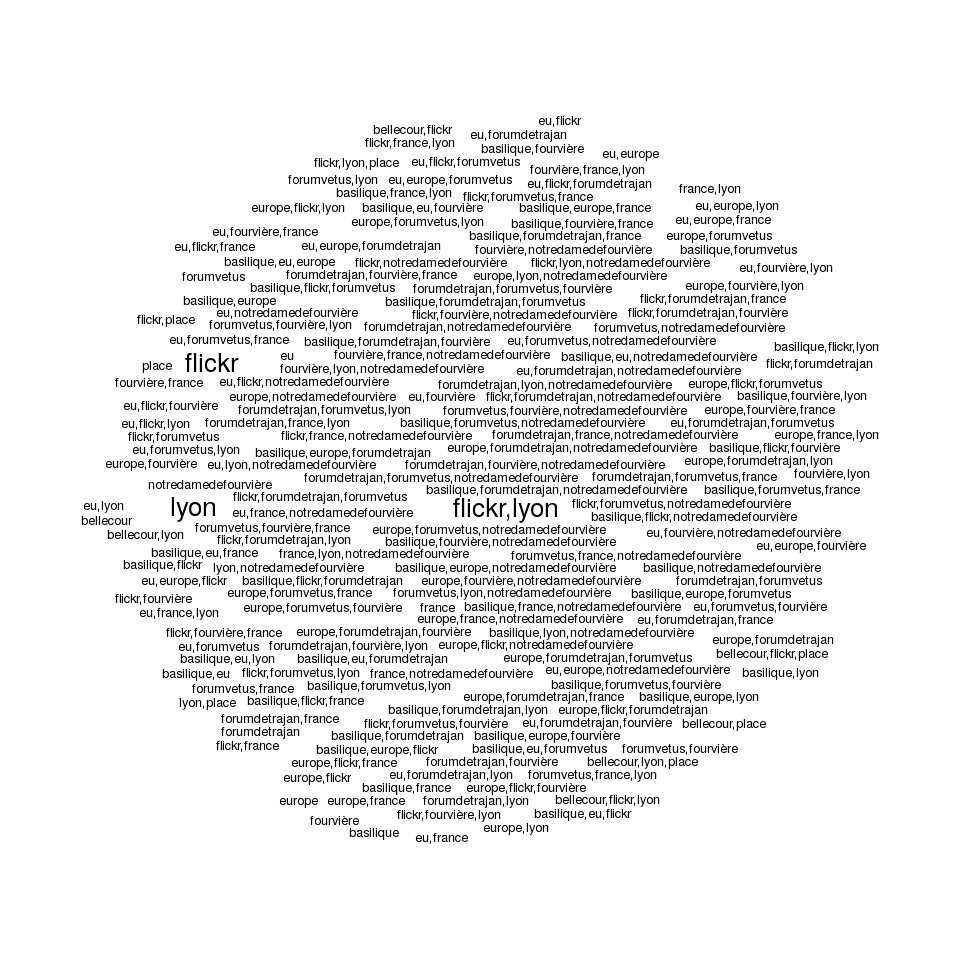 eu,flickr
bellecour,flickr eu,forumdetrajan
flickr,france,lyon basilique,fourvière
eu,europe
flickr,lyon,place eu,flickr,forumvetus
fourvière,france,lyon
forumvetus,lyon eu,europe,forumvetus eu,flickr,forumdetrajan
basilique,france,lyon flickr,forumvetus,france france,lyon
europe,flickr,lyon basilique,eu,fourvière basilique,europe,france eu,europe,lyon
europe,forumvetus,lyon basilique,fourvière,france eu,europe,france
eu,fourvière,france basilique,forumdetrajan,france europe,forumvetus
eu,flickr,france eu,europe,forumdetrajan fourvière,notredamedefourvière basilique,forumvetus
basilique,eu,europe flickr,notredamedefourvière flickr,lyon,notredamedefourvière eu,fourvière,lyon
forumvetus forumdetrajan,fourvière,france europe,lyon,notredamedefourvière
basilique,flickr,forumvetus forumdetrajan,forumvetus,fourvière europe,fourvière,lyon
basilique,europe basilique,forumdetrajan,forumvetus flickr,forumdetrajan,france
eu,notredamedefourvière flickr,fourvière,notredamedefourvière flickr,forumdetrajan,fourvière
flickr,place forumvetus,fourvière,lyon forumdetrajan,notredamedefourvière forumvetus,notredamedefourvière
eu,forumvetus,france basilique,forumdetrajan,fourvière eu,forumvetus,notredamedefourvière
basilique,flickr,lyon
flickr eu fourvière,france,notredamedefourvière basilique,eu,notredamedefourvière
place fourvière,lyon,notredamedefourvière eu,forumdetrajan,notredamedefourvière flickr,forumdetrajan
fourvière,france eu,flickr,notredamedefourvière forumdetrajan,lyon,notredamedefourvière europe,flickr,forumvetus
europe,notredamedefourvière eu,fourvière flickr,forumdetrajan,notredamedefourvière basilique,fourvière,lyon
eu,flickr,fourvière forumdetrajan,forumvetus,lyon forumvetus,fourvière,notredamedefourvière europe,fourvière,france
eu,flickr,lyon forumdetrajan,france,lyon basilique,forumvetus,notredamedefourvière eu,forumdetrajan,forumvetus
flickr,forumvetus flickr,france,notredamedefourvière forumdetrajan,france,notredamedefourvière europe,france,lyon
eu,forumvetus,lyon basilique,europe,forumdetrajan europe,forumdetrajan,notredamedefourvière basilique,flickr,fourvière
europe,fourvière eu,lyon,notredamedefourvière forumdetrajan,fourvière,notredamedefourvière europe,forumdetrajan,lyon
forumdetrajan,forumvetus,notredamedefourvière flickr,forumdetrajan,forumvetus fourvière,lyon
notredamedefourvière basilique,forumdetrajan,notredamedefourvière basilique,forumvetus,france
flickr,forumdetrajan,forumvetus
eu,lyon lyon eu,france,notredamedefourvière flickr,lyon flickr,forumvetus,notredamedefourvière
bellecour basilique,flickr,notredamedefourvière
forumvetus,fourvière,france europe,forumvetus,notredamedefourvière
bellecour,lyon flickr,forumdetrajan,lyon basilique,fourvière,notredamedefourvière eu,fourvière,notredamedefourvière
basilique,eu,france france,lyon,notredamedefourvière forumvetus,france,notredamedefourvière eu,europe,fourvière
basilique,flickr lyon,notredamedefourvière basilique,europe,notredamedefourvière basilique,notredamedefourvière
eu,europe,flickr basilique,flickr,forumdetrajan europe,fourvière,notredamedefourvière forumdetrajan,forumvetus
europe,forumvetus,france forumvetus,lyon,notredamedefourvière basilique,europe,forumvetus
flickr,fourvière
eu,france,lyon europe,forumvetus,fourvière france basilique,france,notredamedefourvière eu,forumvetus,fourvière
europe,france,notredamedefourvière eu,forumdetrajan,france
flickr,fourvière,france europe,forumdetrajan,fourvière basilique,lyon,notredamedefourvière europe,forumdetrajan
eu,forumvetus forumdetrajan,fourvière,lyon europe,flickr,notredamedefourvière bellecour,flickr,place
basilique,eu,lyon basilique,eu,forumdetrajan europe,forumdetrajan,forumvetus
basilique,eu flickr,forumvetus,lyon france,notredamedefourvière eu,europe,notredamedefourvière basilique,lyon
forumvetus,france basilique,forumvetus,lyon basilique,forumvetus,fourvière
lyon,place basilique,flickr,france europe,forumdetrajan,france basilique,europe,lyon
basilique,forumdetrajan,lyon europe,flickr,forumdetrajan
forumdetrajan,france flickr,forumvetus,fourvière eu,forumdetrajan,fourvière bellecour,place
forumdetrajan basilique,forumdetrajan basilique,europe,fourvière
flickr,france basilique,europe,flickr basilique,eu,forumvetus forumvetus,fourvière
europe,flickr,france forumdetrajan,fourvière bellecour,lyon,place
europe,flickr eu,forumdetrajan,lyon forumvetus,france,lyon
basilique,france europe,flickr,fourvière
europe europe,france forumdetrajan,lyon bellecour,flickr,lyon
fourvière flickr,fourvière,lyon basilique,eu,flickr
basilique eu,france europe,lyon